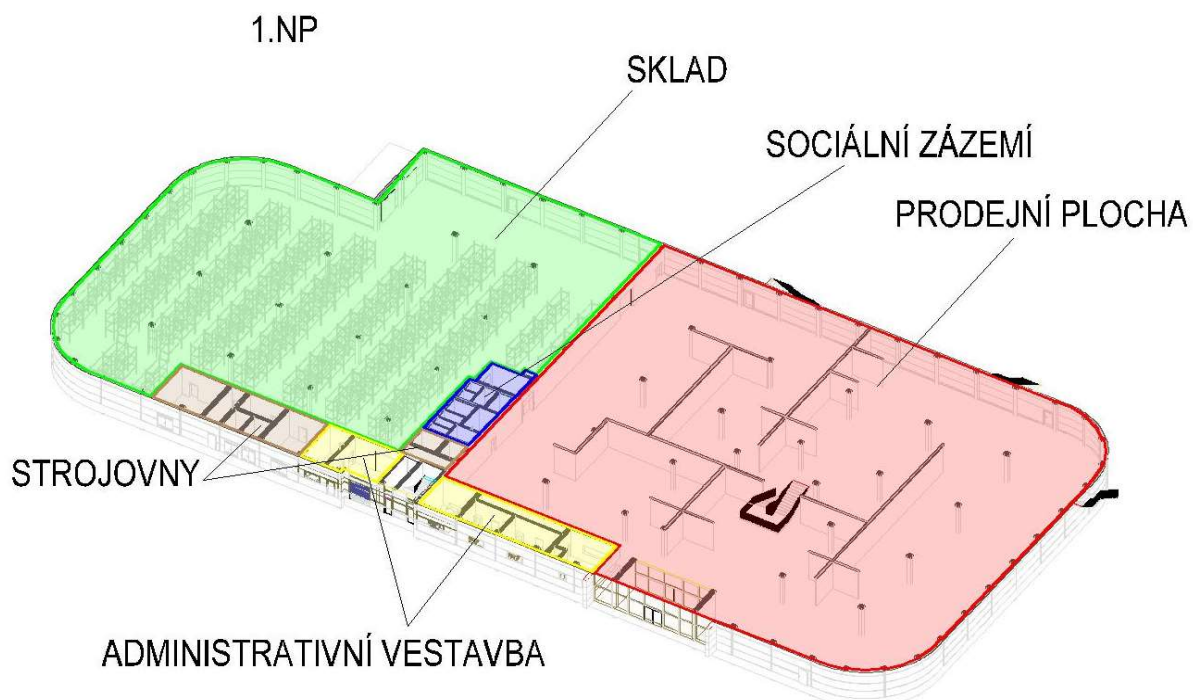 1.NP
SKLAD
SOCIÁLNÍ ZÁZEMÍ
PRODEJNÍ PLOCHA
STROJOVNY
ADMINISTRATIVNÍ VESTAVBA